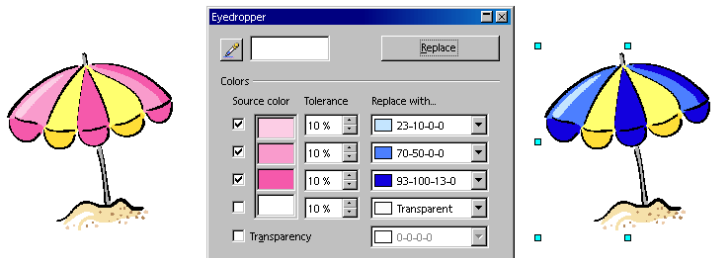 Eyedropper
Replace
Colors
Source color Tolerance Replace with...
10 % 23-10-0-0
10 % 70-50-0-0
10 % 93-100-13-0
10 % Transparent
Transparency 0-0-0-0